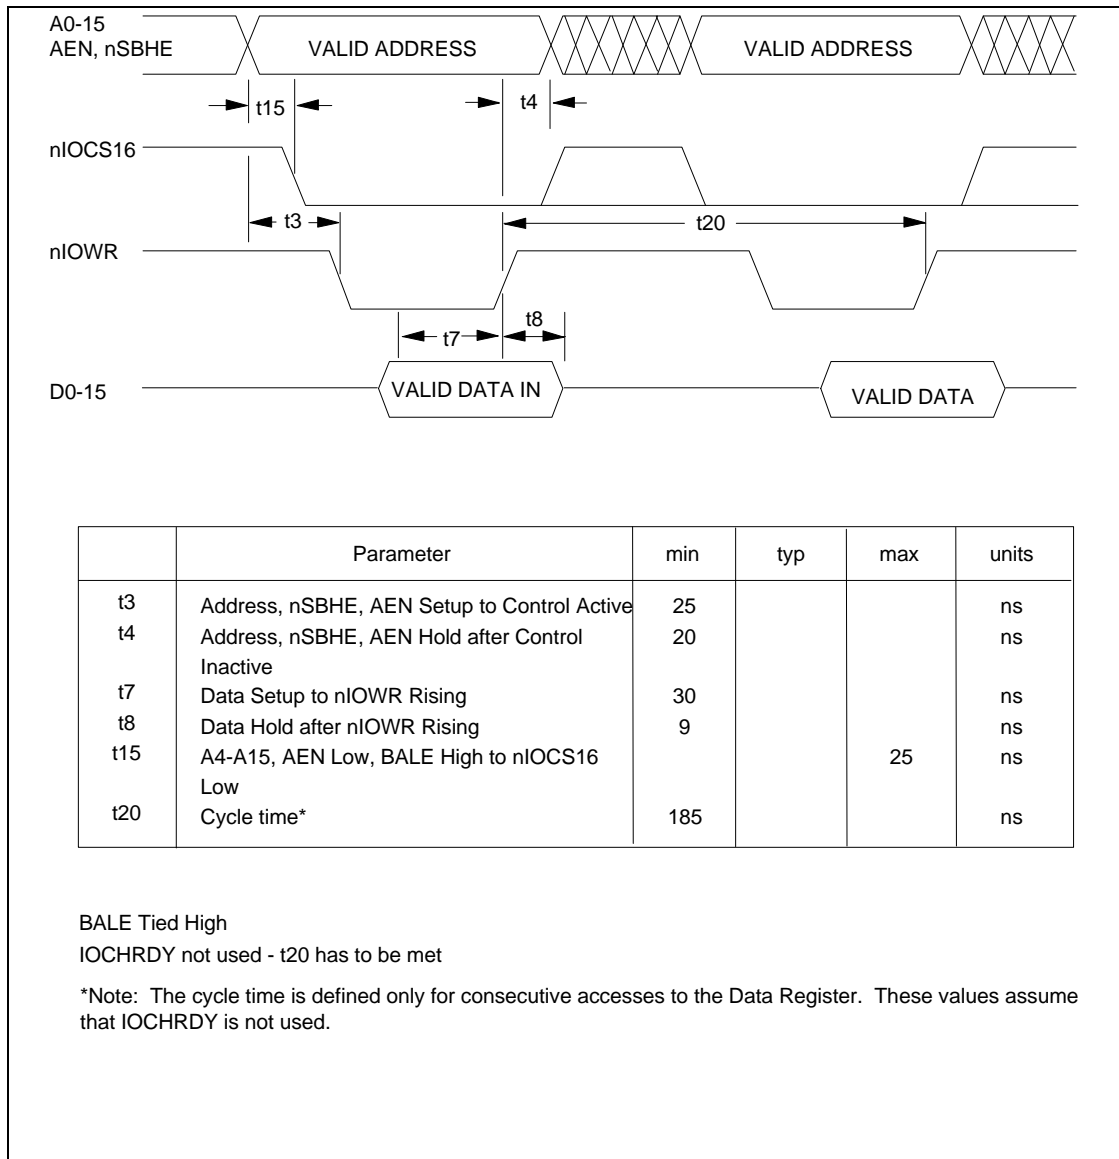 A0-15
AEN, nSBHE
VALID ADDRESS
VALID ADDRESS
t15
t4
nIOCS16
t3
t20
nIOWR
t7
t8
D0-15
VALID DATA IN
VALID DATA
Parameter min typ max units
t3 Address, nSBHE, AEN Setup to Control Active 25 ns
t4 Address, nSBHE, AEN Hold after Control 20 ns
Inactive
t7 Data Setup to nIOWR Rising 30 ns
t8 Data Hold after nIOWR Rising 9 ns
t15 A4-A15, AEN Low, BALE High to nIOCS16 25 ns
Low
t20 Cycle time* 185 ns
BALE Tied High
IOCHRDY not used - t20 has to be met
*Note: The cycle time is defined only for consecutive accesses to the Data Register. These values assume
that IOCHRDY is not used.